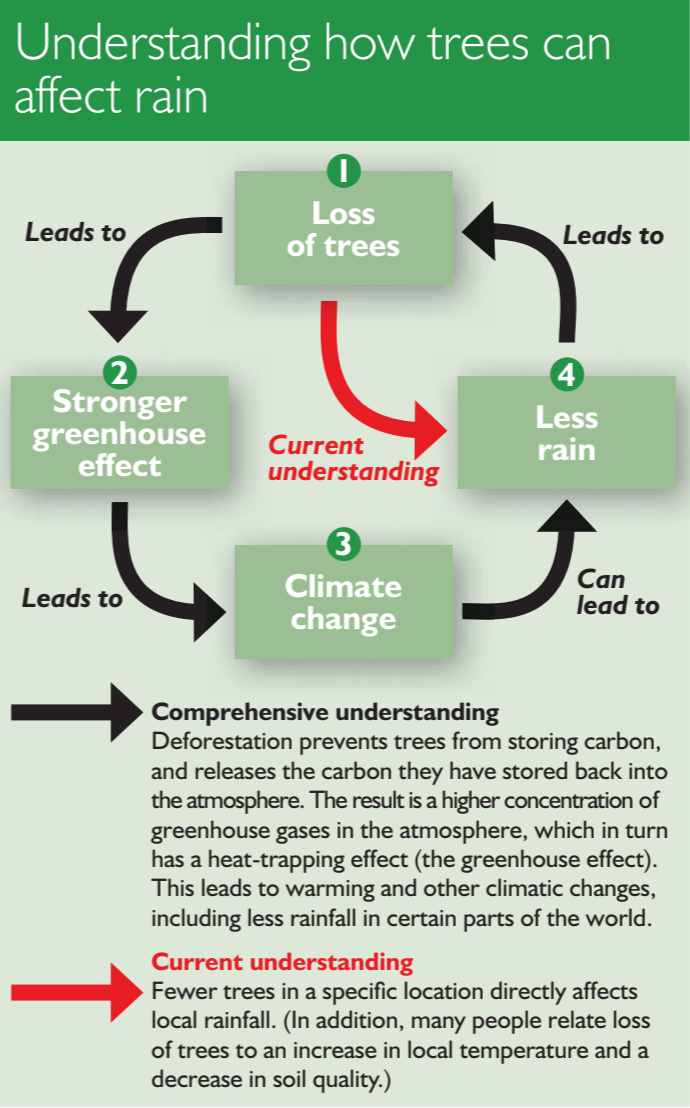 Understanding how trees can
affect rain
1
Loss
of trees
Leads to
Leads to
2
Stronger
greenhouse
effect
4
Less
rain
Current
understanding
3
Climate
change
Leads to
Can
lead to
Comprehensive understanding
Deforestation prevents trees from storing carbon,
and releases the carbon they have stored back into
the atmosphere. The result is a higher concentration of
greenhouse gases in the atmosphere, which in turn
has a heat-trapping effect (the greenhouse effect).
This leads to warming and other climatic changes,
including less rainfall in certain parts of the world.
Current understanding
Fewer trees in a specific location directly affects
local rainfall. (In addition, many people relate loss
of trees to an increase in local temperature and a
decrease in soil quality.)